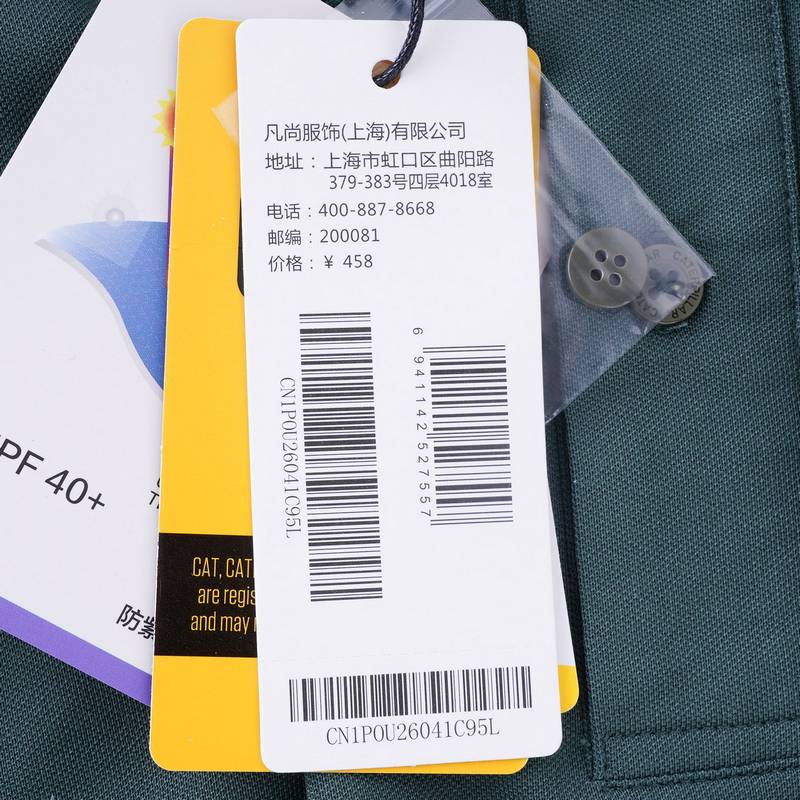 凡尚服饰(上海)有限公司
地址：上海市虹口区曲阳路
379-383号四层4018室
电话：400-887-8668
邮编：200081
价格：¥ 458
CN1POU26041C95L
6 941142 527557
CN1POU26041C95L
PF 40+
防紫
CAT, CAT
are regis
and may
CATERPILLAR